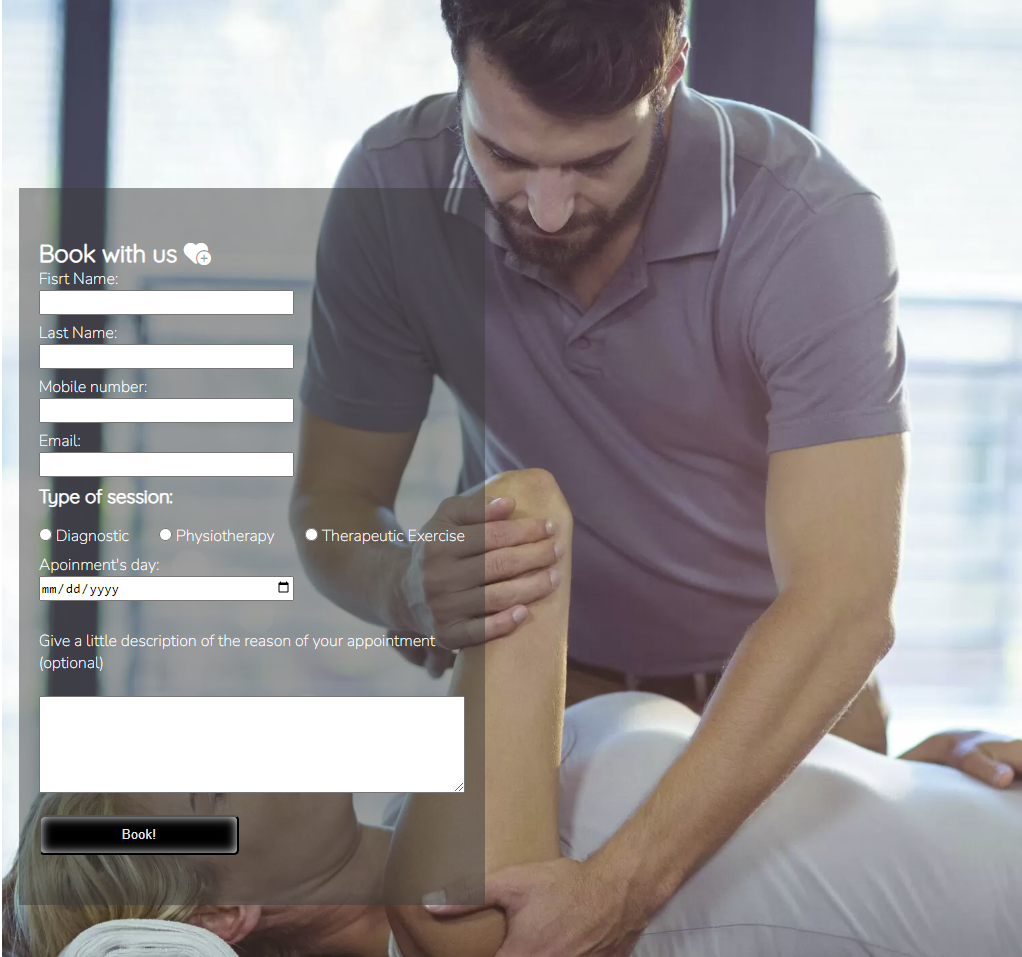 Book with us
Fisrt Name:
Last Name:
Mobile number:
Email:
Type of session:
Diagnostic Physiotherapy Therapeutic Exercise
Apoinment's day:
mm/dd/yyyy
Give a little description of the reason of your appointment
(optional)
Book!